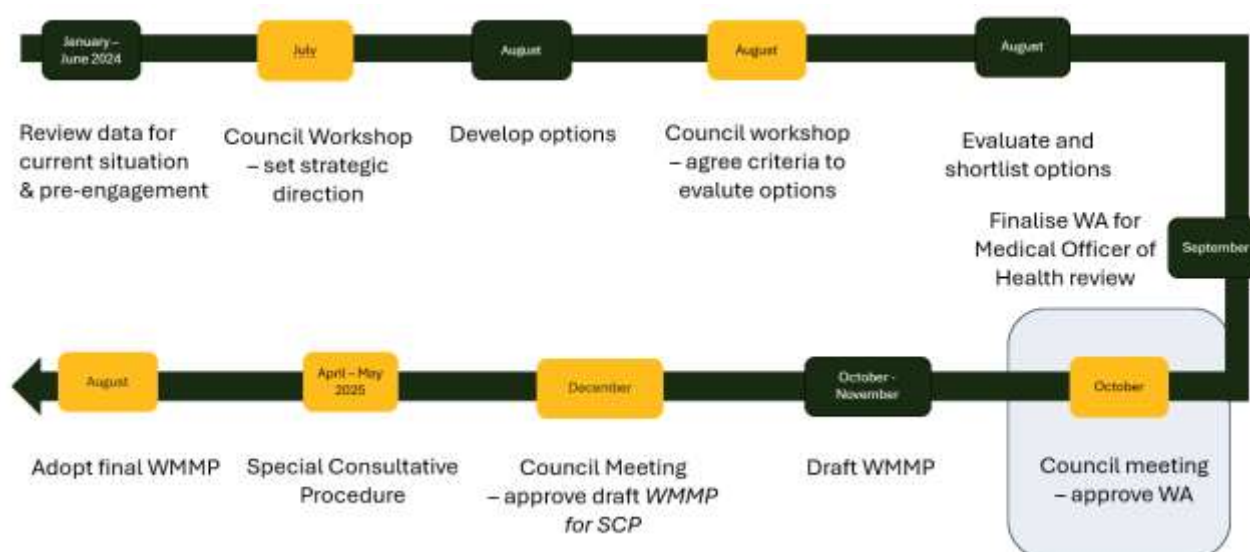 January –
June 2024
July
August
August
August
Review data for
current situation
& pre-engagement
Council Workshop
– set strategic
direction
Develop options
Council workshop
– agree criteria to
evalute options
Evaluate and
shortlist options
September
Finalise WA for
Medical Officer of
Health review
October
Council meeting
– approve WA
October -
November
Draft WMMP
December
Council Meeting
– approve draft WMMP
for SCP
April – May
2025
Special Consultative
Procedure
August
Adopt final WMMP